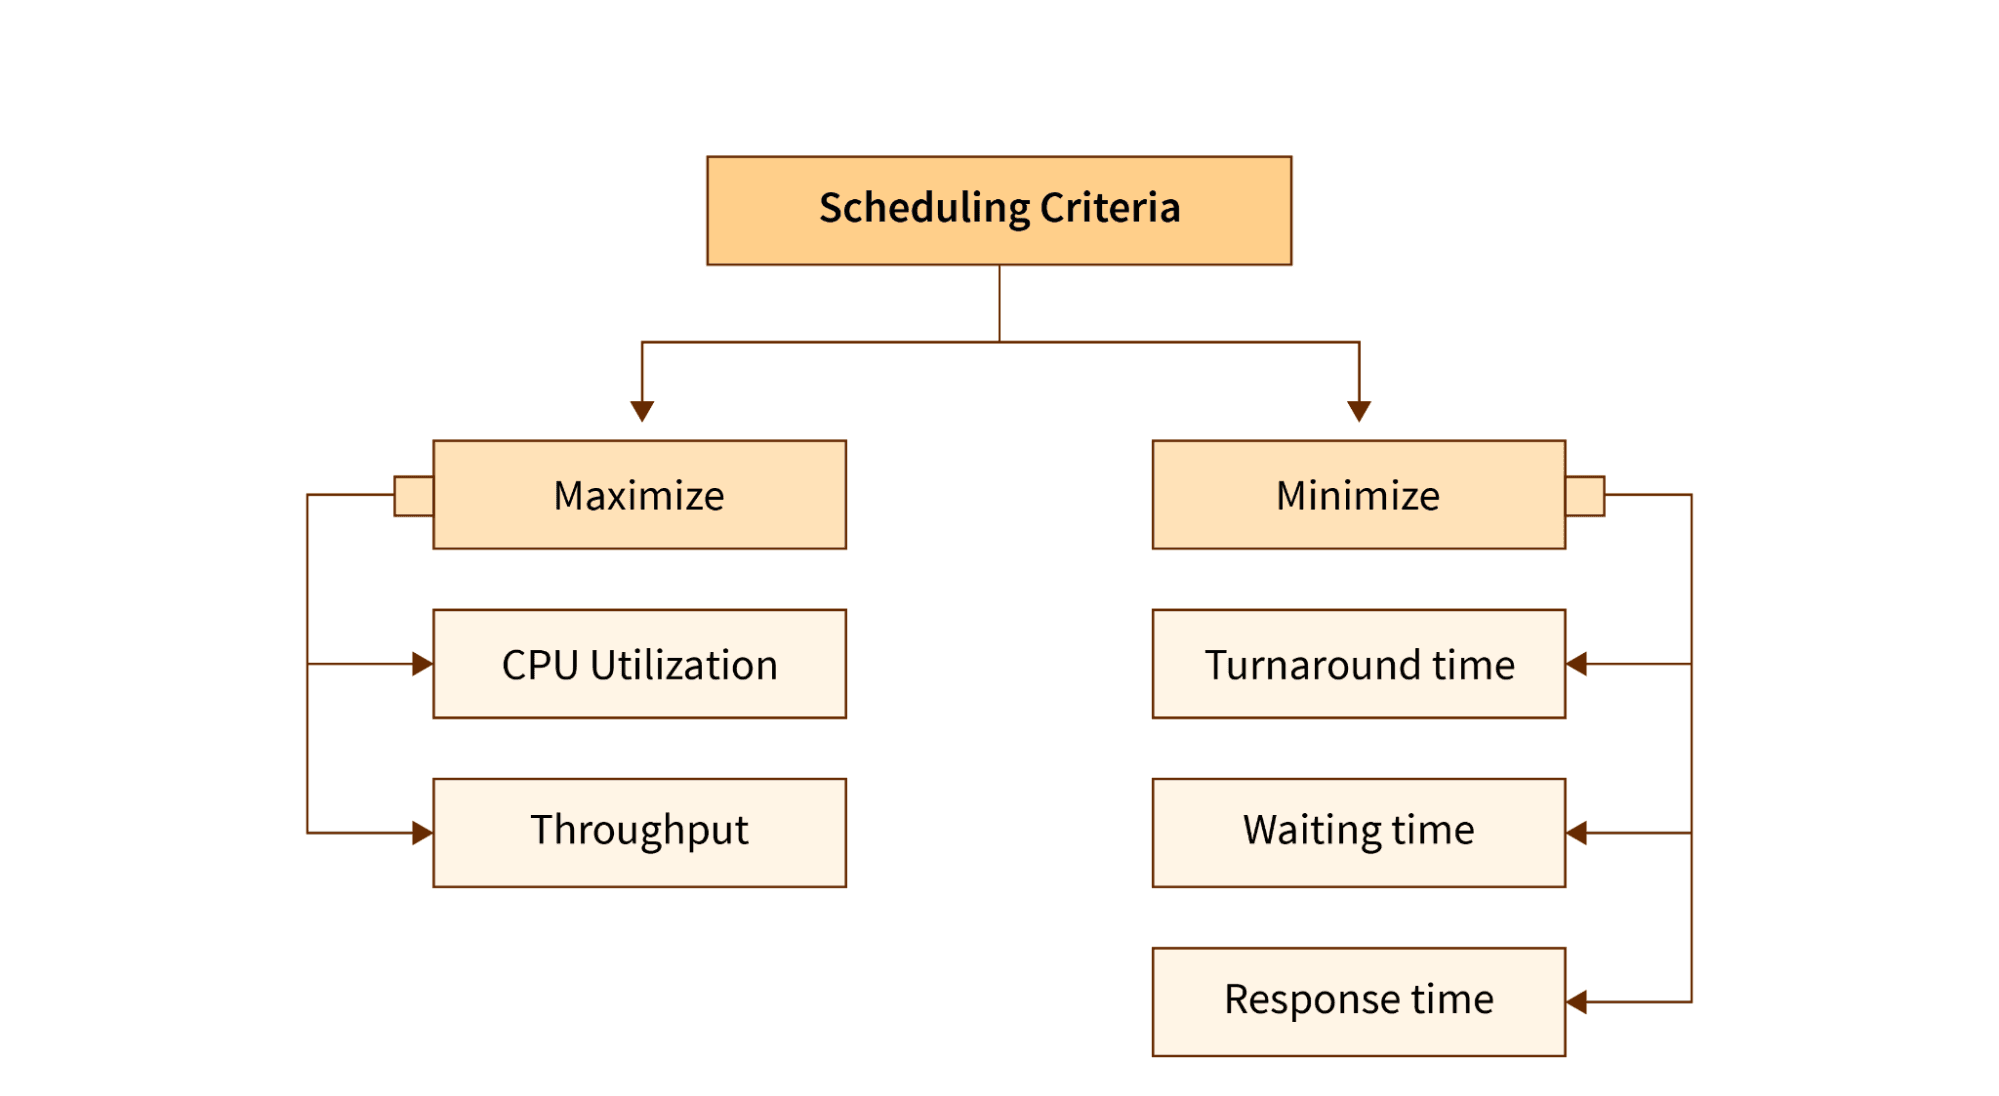 Scheduling Criteria
Maximize
CPU Utilization
Throughput
Minimize
Turnaround time
Waiting time
Response time